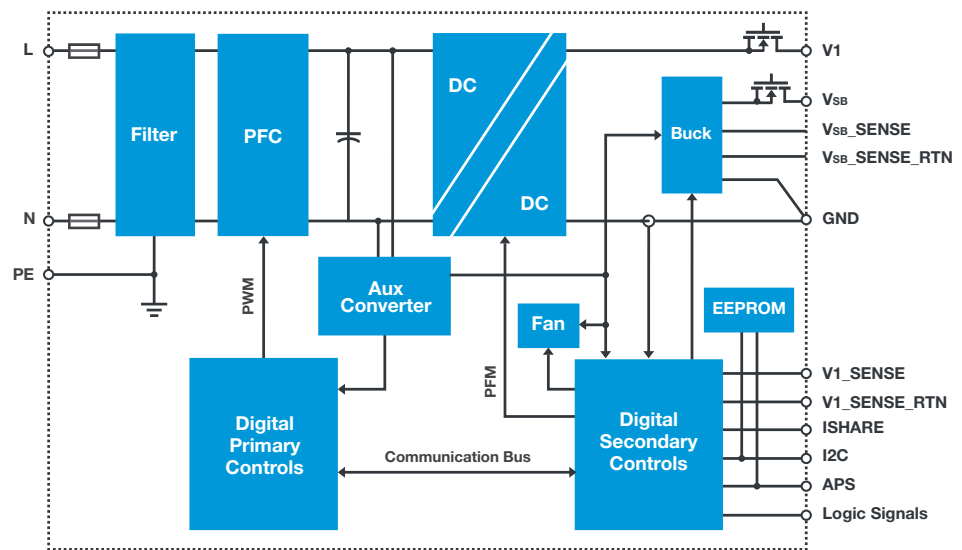 L
Filter
PFC
DC
DC
V1
Buck
VSB
VSB_SENSE
VSB_SENSE_RTN
N
GND
PE
PWM
Aux
Converter
Fan
EEPROM
PFM
Digital
Primary
Controls
Communication Bus
Digital
Secondary
Controls
V1_SENSE
V1_SENSE_RTN
ISHARE
I2C
APS
Logic Signals